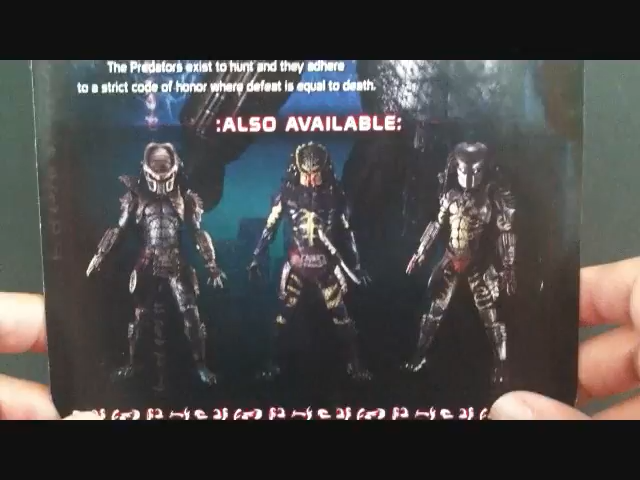 The Predators exist to hunt and they adhere
to a strict code of honor where defeat is equal to death.
:ALSO AVAILABLE: